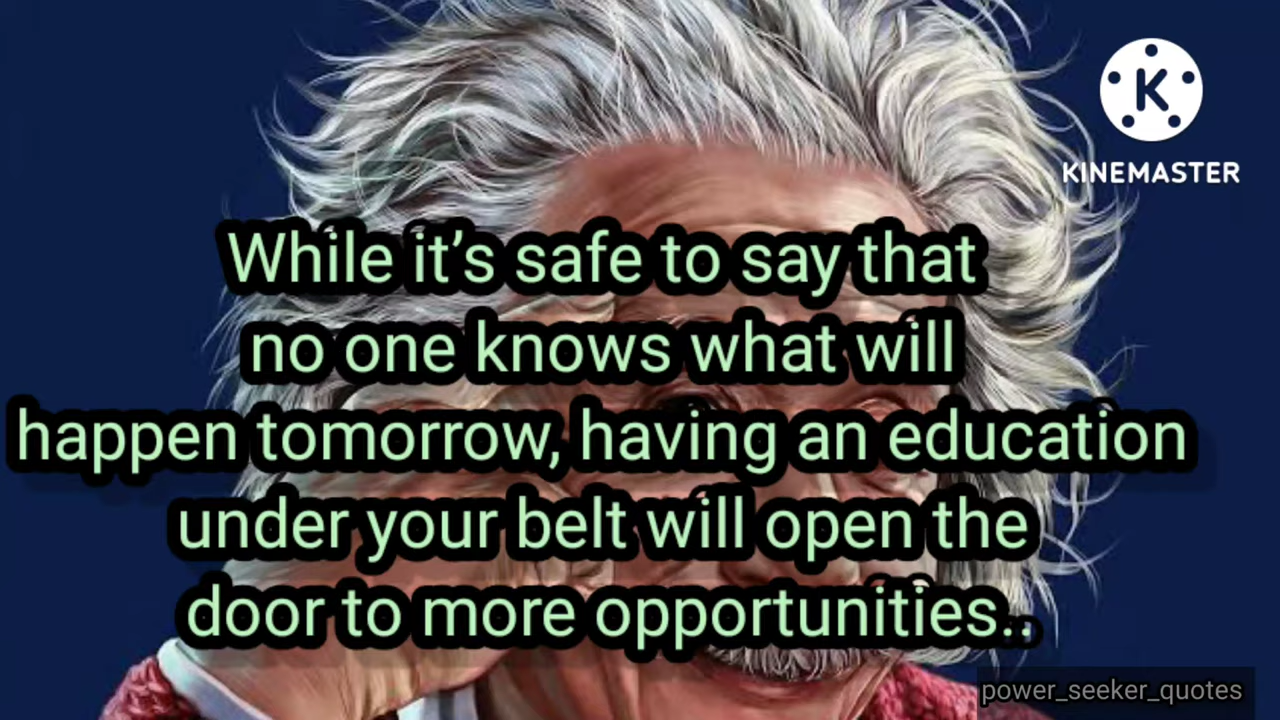 KINEMASTER
While it’s safe to say that
no one knows what will
happen tomorrow, having an education
under your belt will open the
door to more opportunities..
power_seeker_quotes